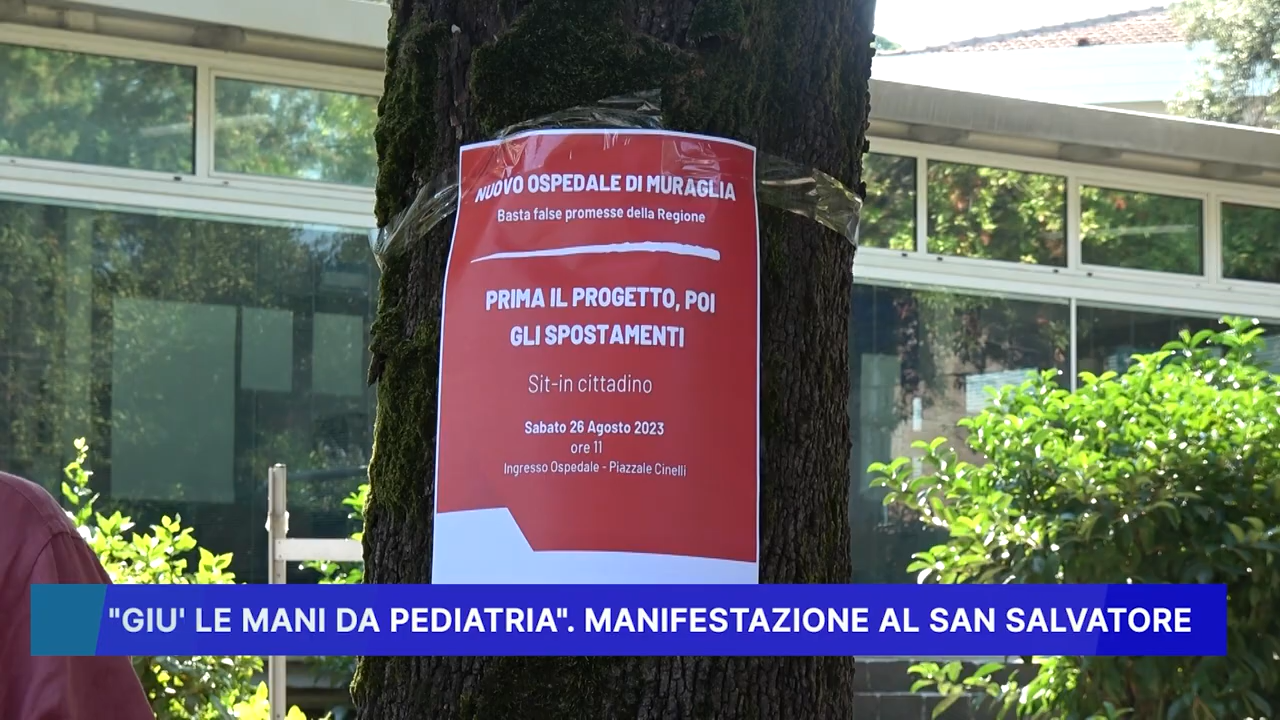 NUOVO OSPEDALE DI MURAGLIA
Basta false promesse della Regione
PRIMA IL PROGETTO, POI
GLI SPOSTAMENTI
Sit-in cittadino
Sabato 26 Agosto 2023
ore 11
Ingresso Ospedale - Piazzale Cinelli
"GIU' LE MANI DA PEDIATRIA". MANIFESTAZIONE AL SAN SALVATORE